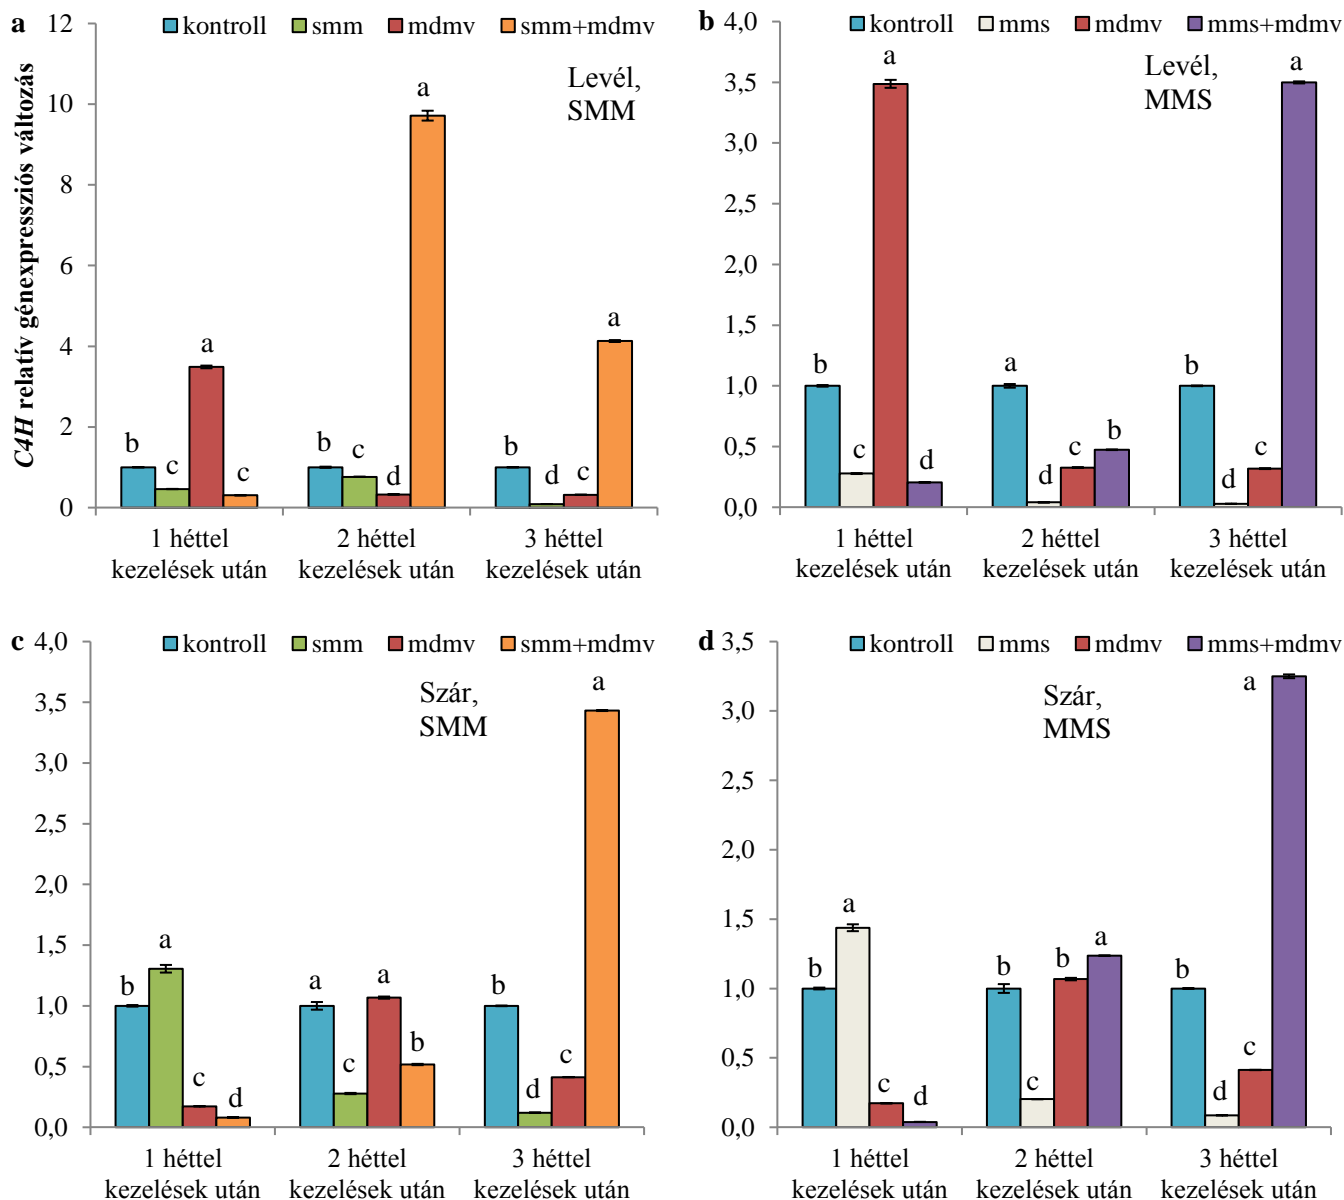 a
12
kontroll smm mdmv smm+mdmv
Levél,
SMM
C4H relatív génexpressziós változás
10
8
6
4
2
0
b c a c
b c d a
b d c a
1 héttel
kezelések után
2 héttel
kezelések után
3 héttel
kezelések után
b
4,0
kontroll mms mdmv mms+mdmv
Levél,
MMS
3,5
3,0
2,5
2,0
1,5
1,0
0,5
0,0
b c a d
a d c b
b d c a
1 héttel
kezelések után
2 héttel
kezelések után
3 héttel
kezelések után
c
4,0
kontroll smm mdmv smm+mdmv
Szár,
SMM
3,5
3,0
2,5
2,0
1,5
1,0
0,5
0,0
b a c d
a c a b
b d c a
1 héttel
kezelések után
2 héttel
kezelések után
3 héttel
kezelések után
d
3,5
kontroll mms mdmv mms+mdmv
Szár,
MMS
3,0
2,5
2,0
1,5
1,0
0,5
0,0
b a c d
b c b a
b d c a
1 héttel
kezelések után
2 héttel
kezelések után
3 héttel
kezelések után